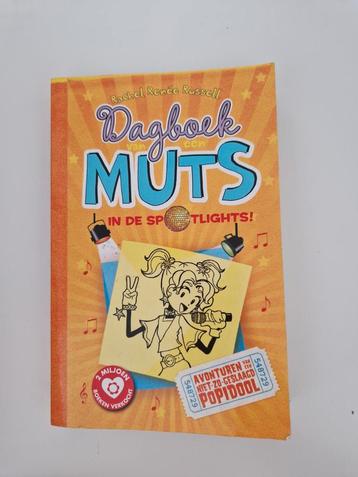 Rachel Renée Russell
Dagboek
van een
MUTS
IN DE SPOTLIGHTS!
2 MILJOEN
BOEKEN VERKOCHT
548729
AVONTUREN VAN EEN
NIET-ZO-GESLAAGD
POPIDOOL
548729